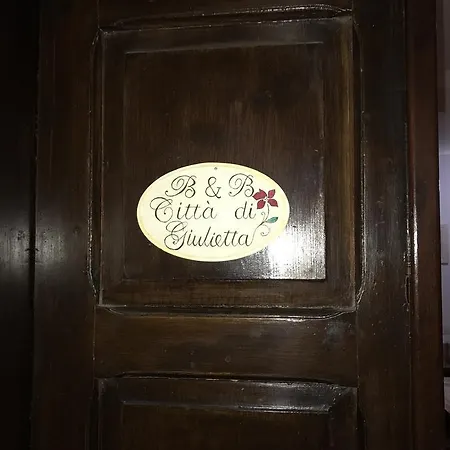 B & B
Città di
Giulietta